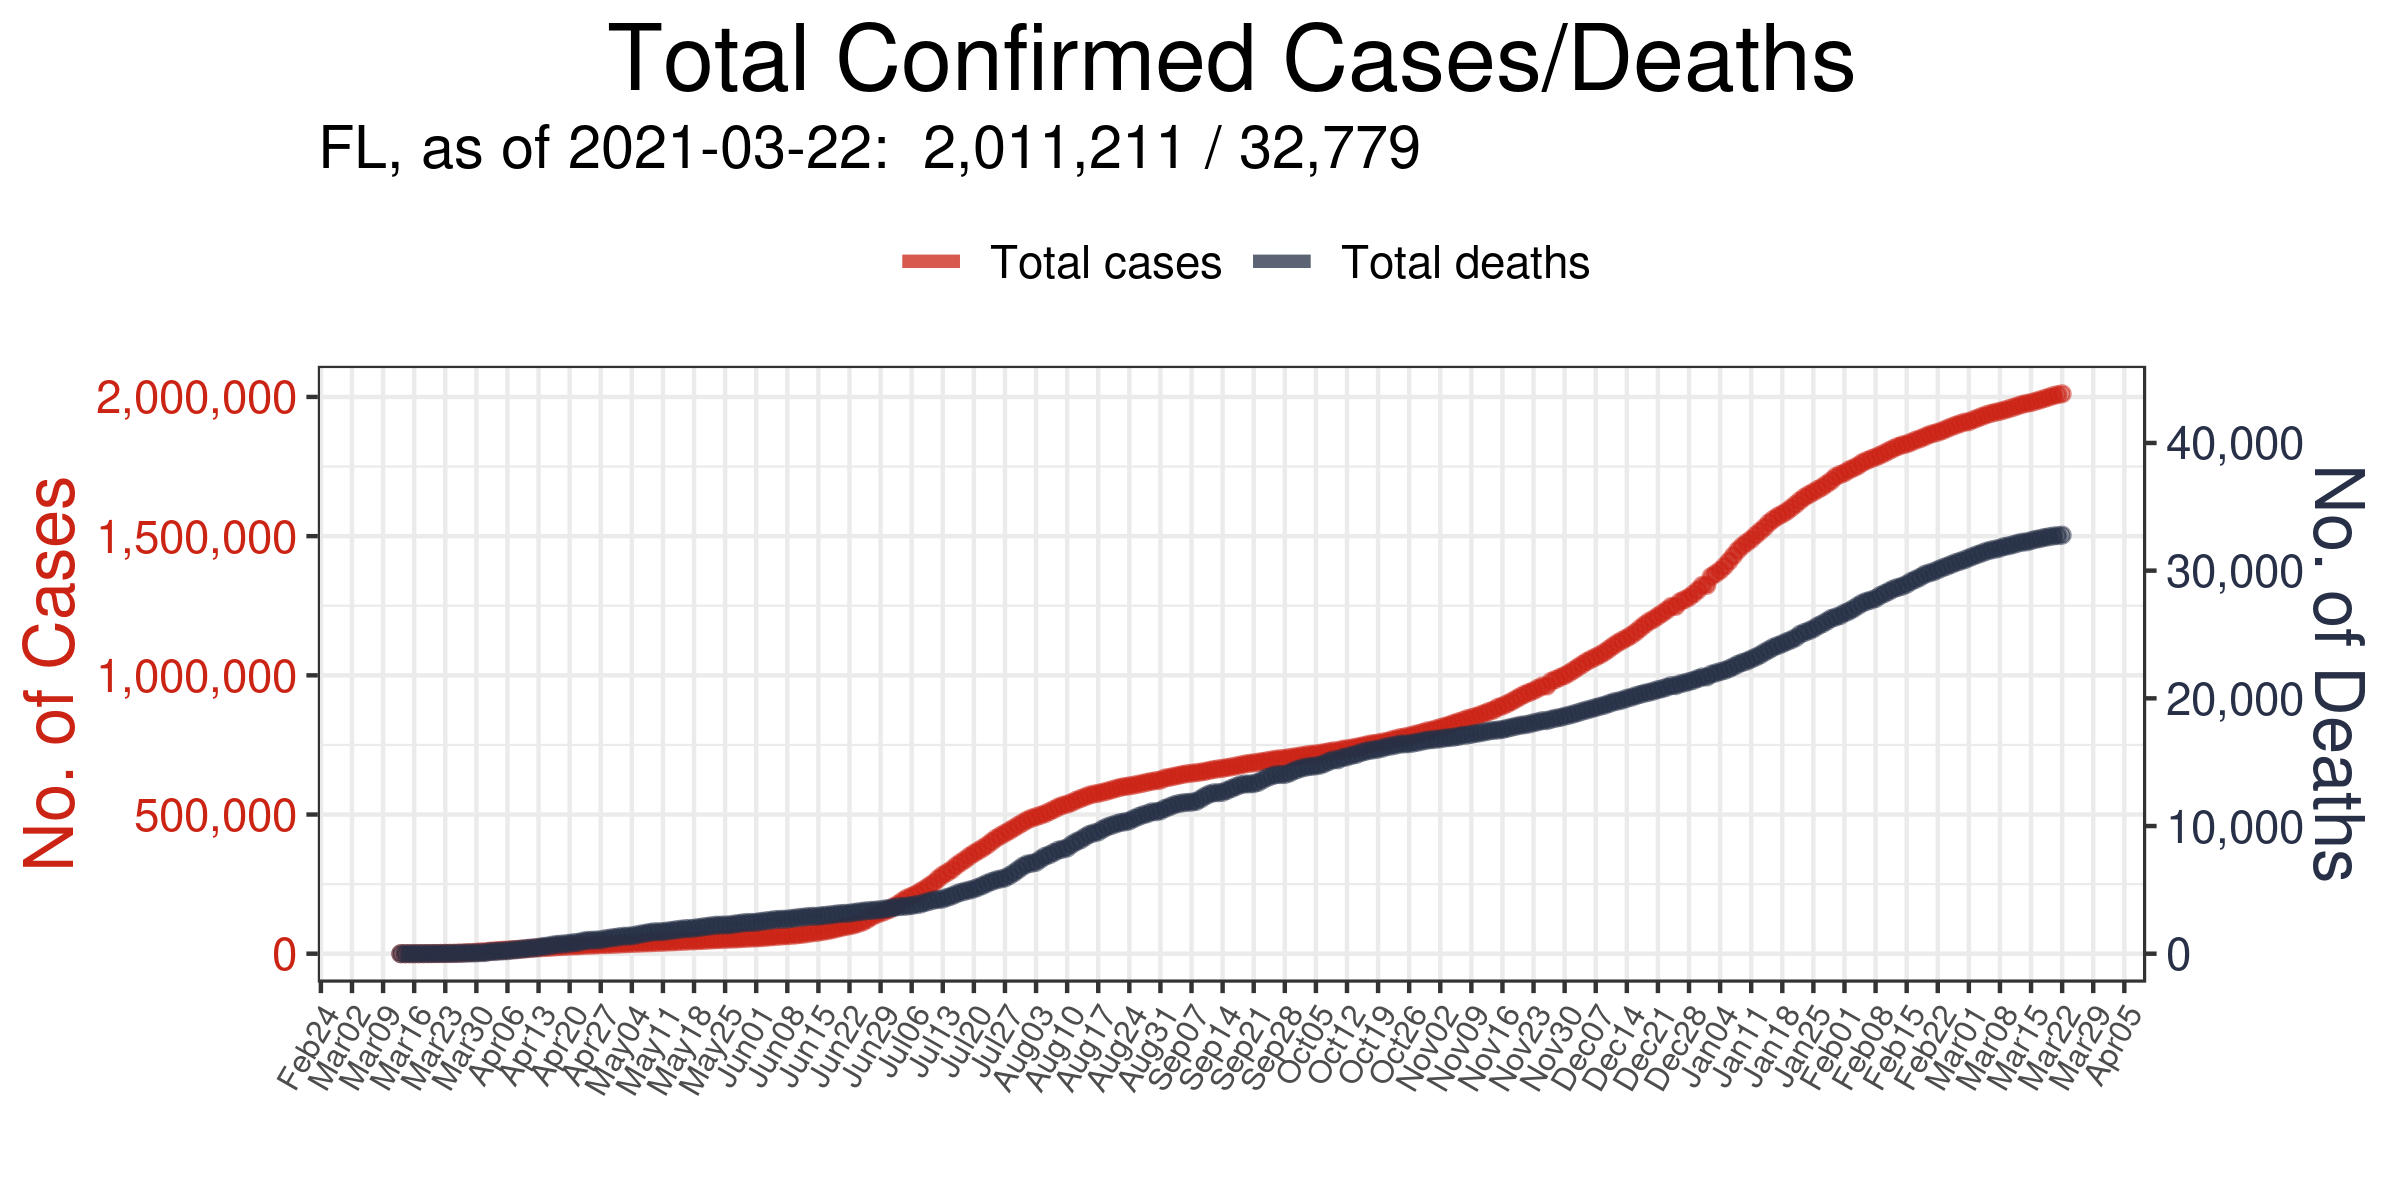 Total Confirmed Cases/Deaths
FL, as of 2021-03-22:  2,011,211 / 32,779
Total cases
Total deaths
No. of Cases
2,000,000
1,500,000
1,000,000
500,000
0
40,000
30,000
20,000
10,000
0
No. of Deaths
Feb24
Mar02
Mar09
Mar16
Mar23
Mar30
Apr06
Apr13
Apr20
Apr27
May04
May11
May18
May25
Jun01
Jun08
Jun15
Jun22
Jun29
Jul06
Jul13
Jul20
Jul27
Aug03
Aug10
Aug17
Aug24
Aug31
Sep07
Sep14
Sep21
Sep28
Oct05
Oct12
Oct19
Oct26
Nov02
Nov09
Nov16
Nov23
Nov30
Dec07
Dec14
Dec21
Dec28
Jan04
Jan11
Jan18
Jan25
Feb01
Feb08
Feb15
Feb22
Mar01
Mar08
Mar15
Mar22
Mar29
Apr05